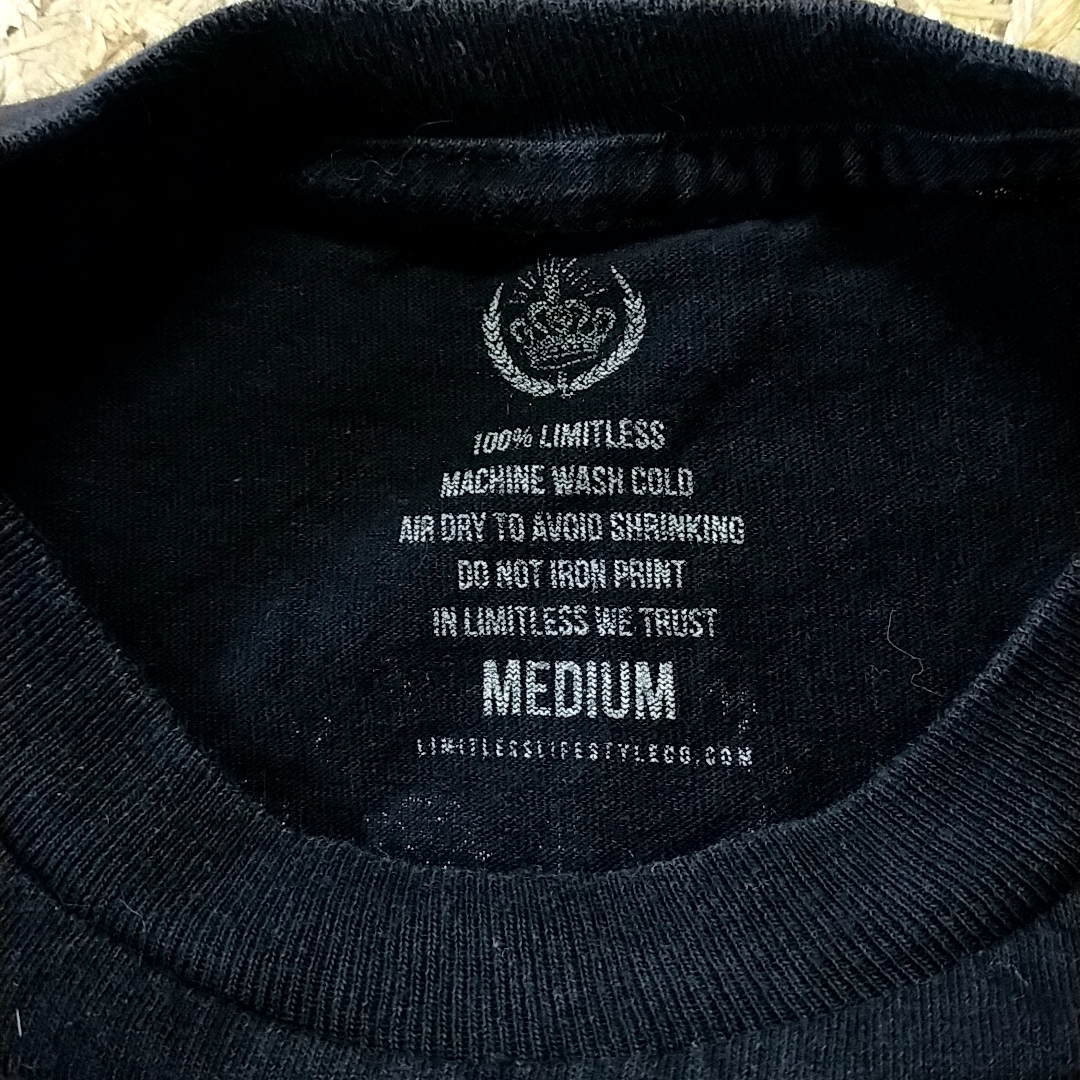 100% LIMITLESS
MACHINE WASH COLD
AIR DRY TO AVOID SHRINKING
DO NOT IRON PRINT
IN LIMITLESS WE TRUST
MEDIUM
LIMITLESSLIFESTYLECO.COM